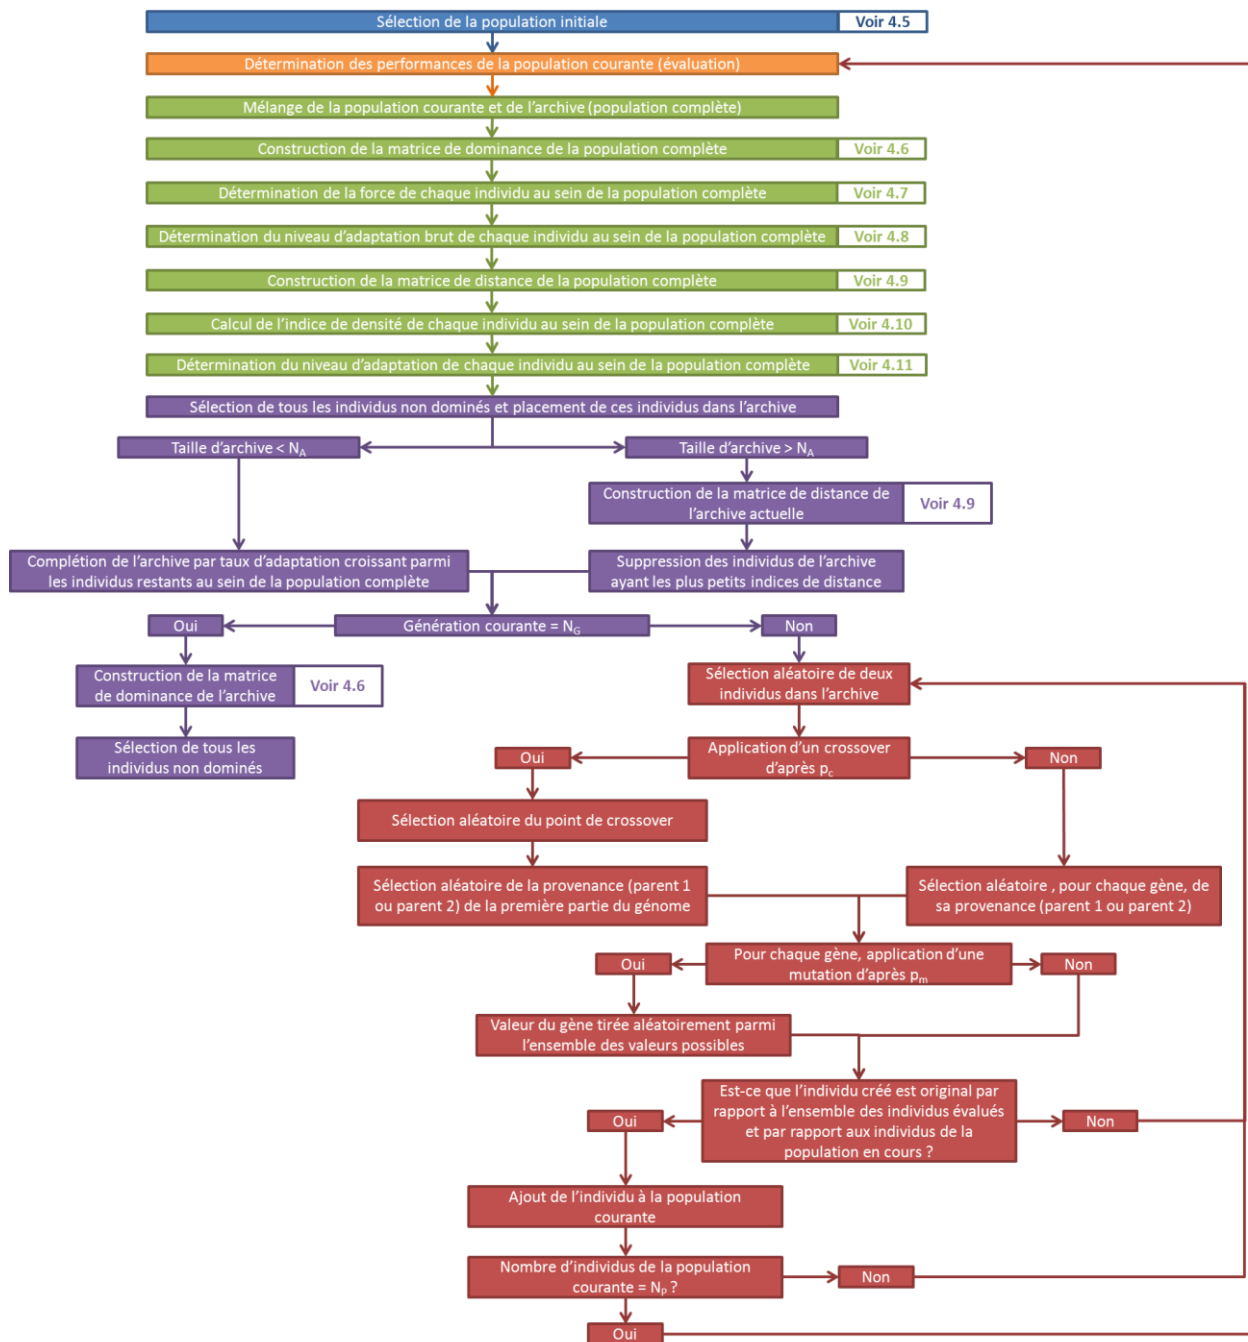 Sélection de la population initiale
Voir 4.5
Détermination des performances de la population courante (évaluation)
Mélange de la population courante et de l'archive (population complète)
Construction de la matrice de dominance de la population complète
Voir 4.6
Détermination de la force de chaque individu au sein de la population complète
Voir 4.7
Détermination du niveau d'adaptation brut de chaque individu au sein de la population complète
Voir 4.8
Construction de la matrice de distance de la population complète
Voir 4.9
Calcul de l'indice de densité de chaque individu au sein de la population complète
Voir 4.10
Détermination du niveau d'adaptation de chaque individu au sein de la population complète
Voir 4.11
Sélection de tous les individus non dominés et placement de ces individus dans l'archive
Taille d'archive < N_A
Taille d'archive > N_A
Construction de la matrice de distance de
l'archive actuelle
Voir 4.9
Complétion de l'archive par taux d'adaptation croissant parmi
les individus restants au sein de la population complète
Suppression des individus de l'archive
ayant les plus petits indices de distance
Oui
Génération courante = N_G
Non
Construction de la matrice
de dominance de l'archive
Voir 4.6
Sélection aléatoire de deux
individus dans l'archive
Sélection de tous les
individus non dominés
Oui
Application d'un crossover
d'après p_c
Non
Sélection aléatoire du point de crossover
Sélection aléatoire de la provenance (parent 1
ou parent 2) de la première partie du génome
Sélection aléatoire , pour chaque gène, de
sa provenance (parent 1 ou parent 2)
Oui
Pour chaque gène, application d'une
mutation d'après p_m
Non
Valeur du gène tirée aléatoirement parmi
l'ensemble des valeurs possibles
Oui
Est-ce que l'individu créé est original par
rapport à l'ensemble des individus évalués
et par rapport aux individus de la
population en cours ?
Non
Ajout de l'individu à la population
courante
Nombre d'individus de la population
courante = N_P ?
Non
Oui